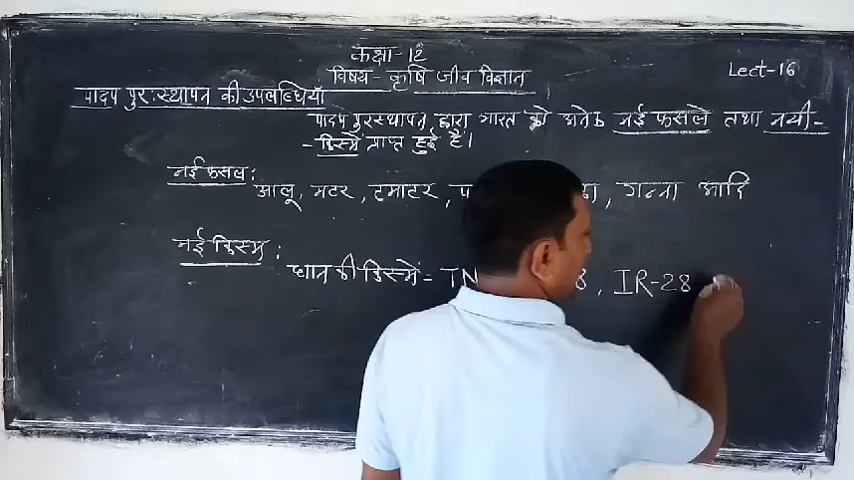 कक्षा-12
विषय- कृषि जीव विज्ञान
Lect-16
पादप पुरःस्थापन की उपलब्धियाँ
पादप पुरस्थापन द्वारा भारत को अनेक नई फसलें तथा नयी-
-किस्में प्राप्त हुई है।
नई फसल:
आलू, मटर, टमाटर, गन्ना आदि
नई किस्म:
धान की किस्में- TN 8, IR-28